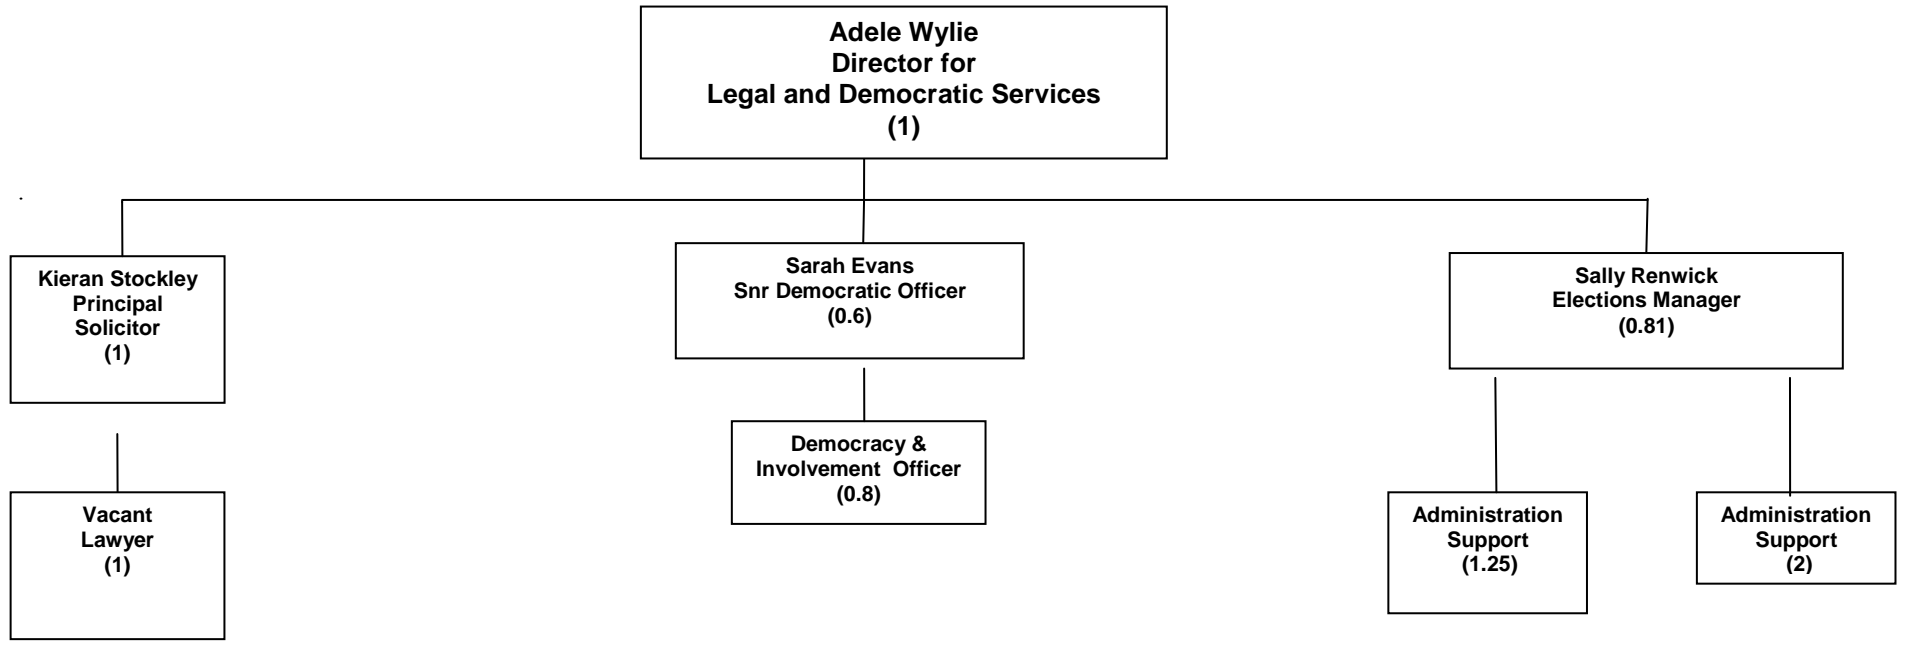 Adele Wylie
Director for
Legal and Democratic Services
(1)
Kieran Stockley
Principal
Solicitor
(1)
Sarah Evans
Snr Democratic Officer
(0.6)
Sally Renwick
Elections Manager
(0.81)
Democracy &
Involvement  Officer
(0.8)
Vacant
Lawyer
(1)
Administration
Support
(1.25)
Administration
Support
(2)